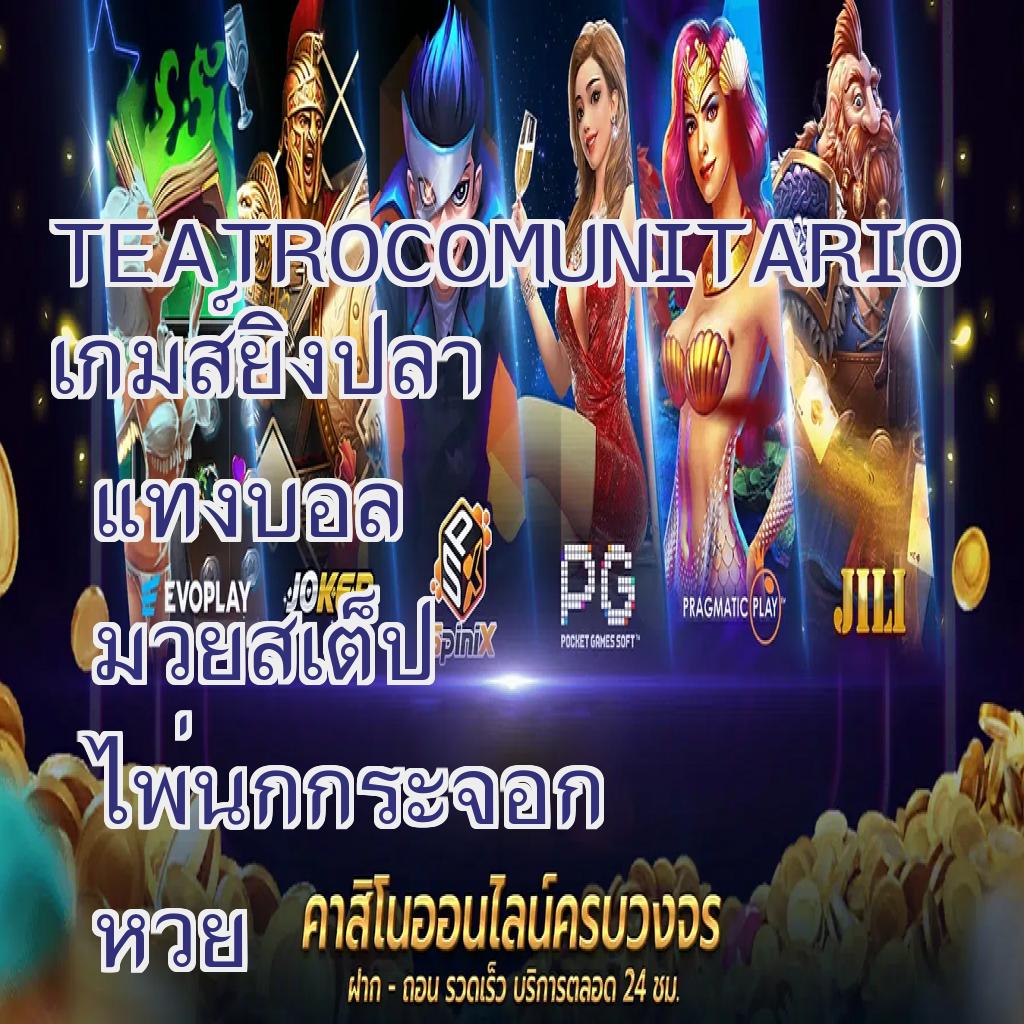 TEATROCOMUNITARIO
เกมส์ยิงปลา
แทงบอล
EVOPLAY JOKER SpiniX PG POCKET GAMES SOFT™ PRAGMATIC PLAY™ JILI
มวยสเต็ป
ไพ่นกกระจอก
คาสิโนออนไลน์ครบวงจร
หวย
ฝาก - ถอน รวดเร็ว บริการตลอด 24 ชม.